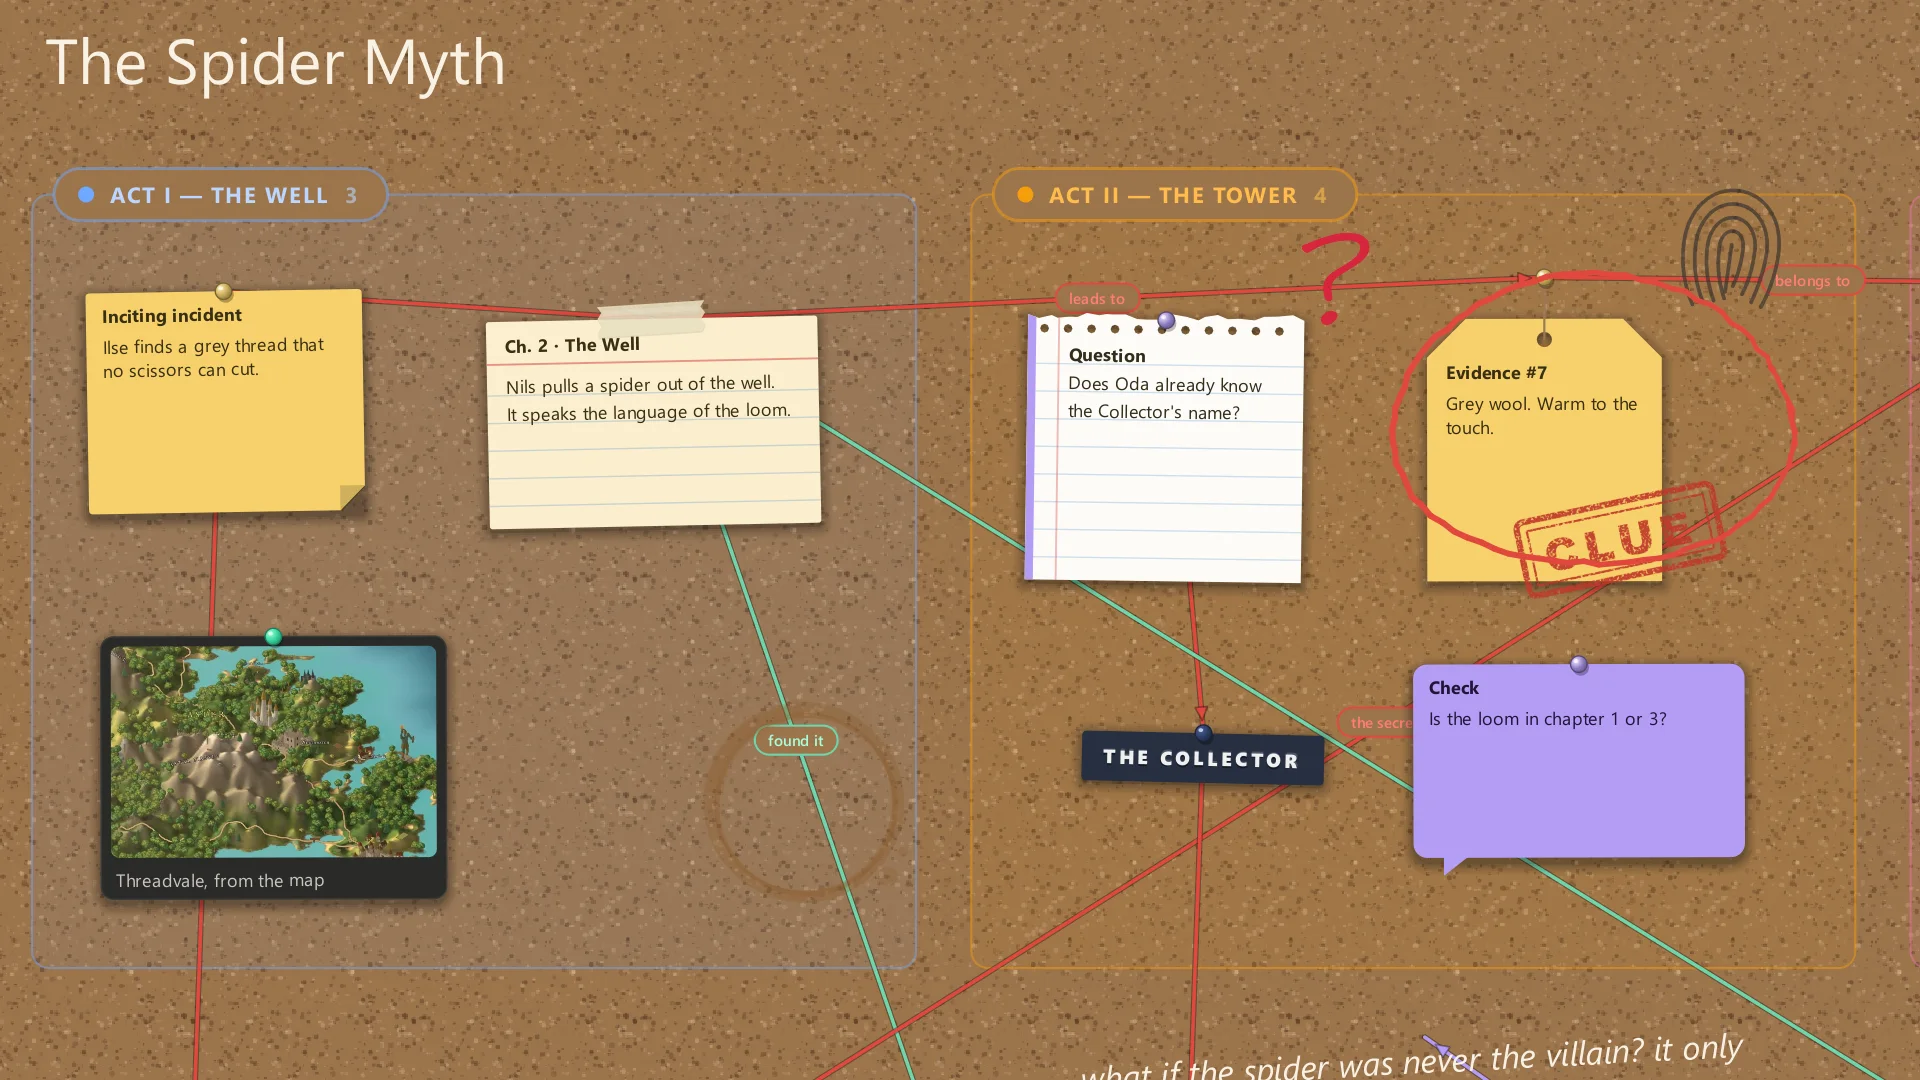 The Spider Myth
ACT I — THE WELL 3
Inciting incident
Ilse finds a grey thread that
no scissors can cut.
Ch. 2 · The Well
Nils pulls a spider out of the well.
It speaks the language of the loom.
Threadvale, from the map
found it
ACT II — THE TOWER 4
leads to
?
belongs to
Question
Does Oda already know
the Collector's name?
Evidence #7
Grey wool. Warm to the
touch.
CLUE
THE COLLECTOR
the secre
Check
Is the loom in chapter 1 or 3?
what if the spider was never the villain? it only